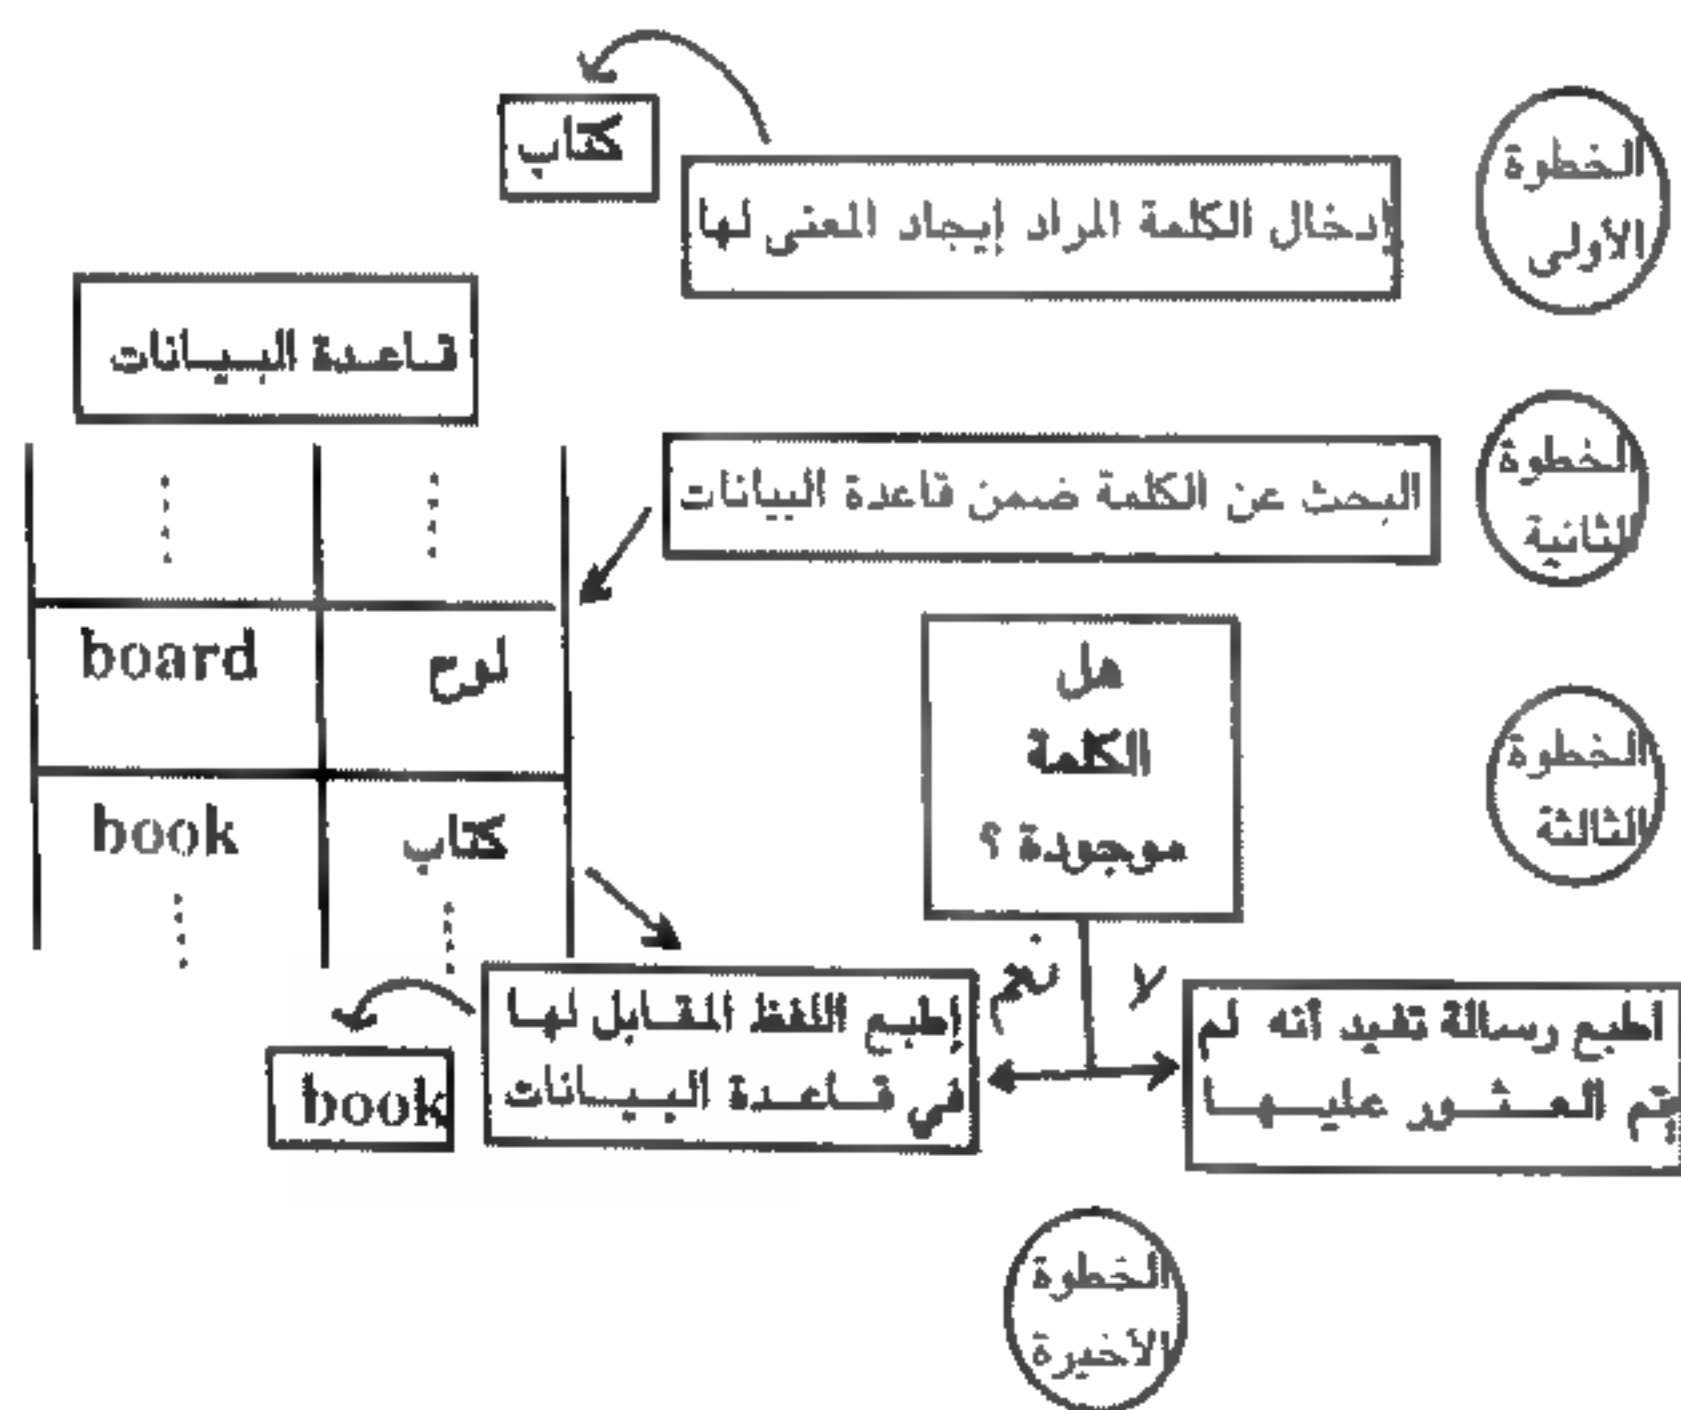 كتاب
الخطوة
الأولى
إدخال الكلمة المراد إيجاد المعنى لها
قاعدة البيانات
الخطوة
الثانية
البحث عن الكلمة ضمن قاعدة البيانات
لوح board
كتاب book
الخطوة
الثالثة
هل
الكلمة
موجودة ؟
لا
نعم
اطبع رسالة تفيد أنه لم
يتم العثور عليها
إطبع اللفظ المقابل لها
في قاعدة البيانات
book
الخطوة
الأخيرة